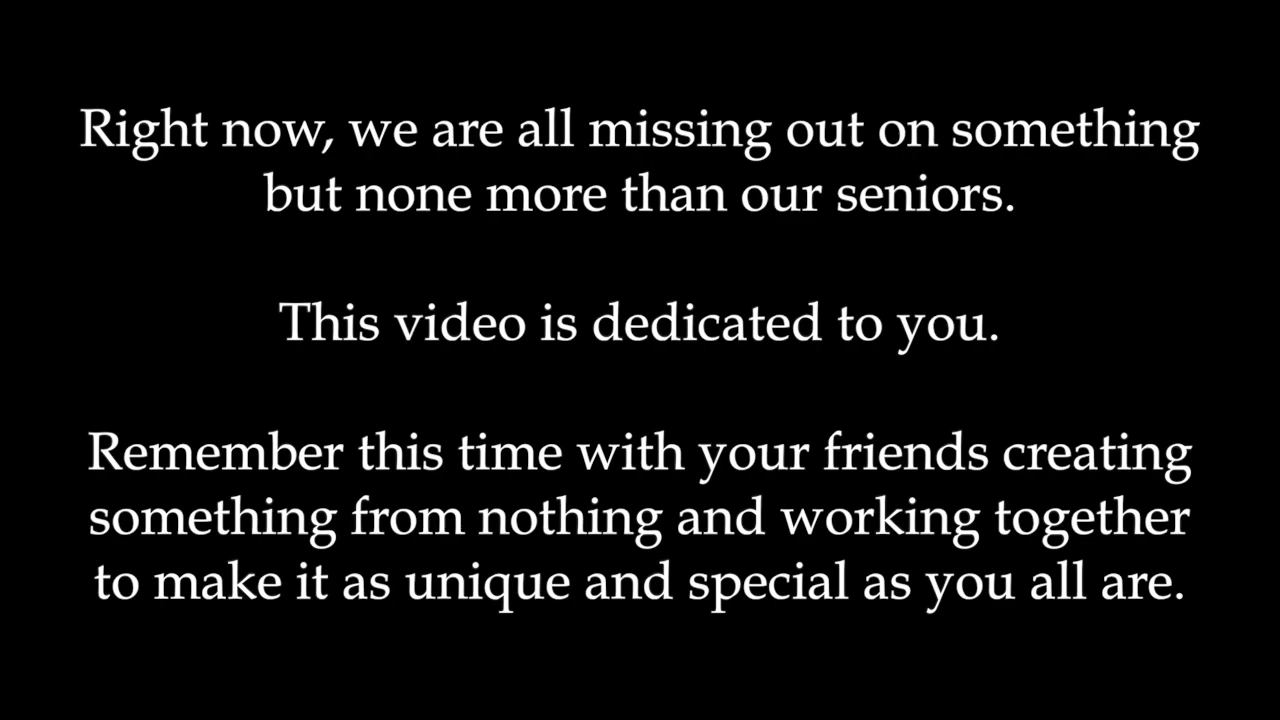 Right now, we are all missing out on something
but none more than our seniors.
This video is dedicated to you.
Remember this time with your friends creating
something from nothing and working together
to make it as unique and special as you all are.